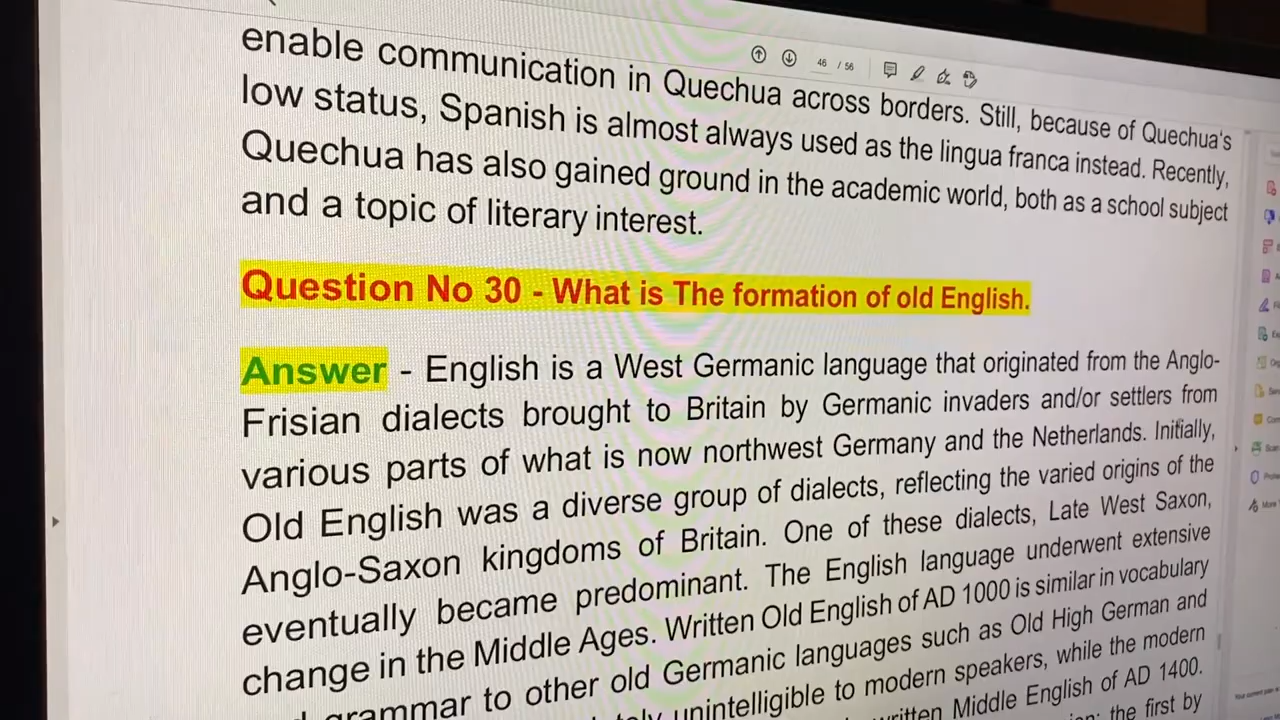 46 / 56
enable communication in Quechua across borders. Still, because of Quechua's
low status, Spanish is almost always used as the lingua franca instead. Recently,
Quechua has also gained ground in the academic world, both as a school subject
and a topic of literary interest.
Question No 30 - What is The formation of old English.
Answer - English is a West Germanic language that originated from the Anglo-
Frisian dialects brought to Britain by Germanic invaders and/or settlers from
various parts of what is now northwest Germany and the Netherlands. Initially,
Old English was a diverse group of dialects, reflecting the varied origins of the
Anglo-Saxon kingdoms of Britain. One of these dialects, Late West Saxon,
eventually became predominant. The English language underwent extensive
change in the Middle Ages. Written Old English of AD 1000 is similar in vocabulary
grammar to other old Germanic languages such as Old High German and
unintelligible to modern speakers, while the modern
written Middle English of AD 1400.
the first by